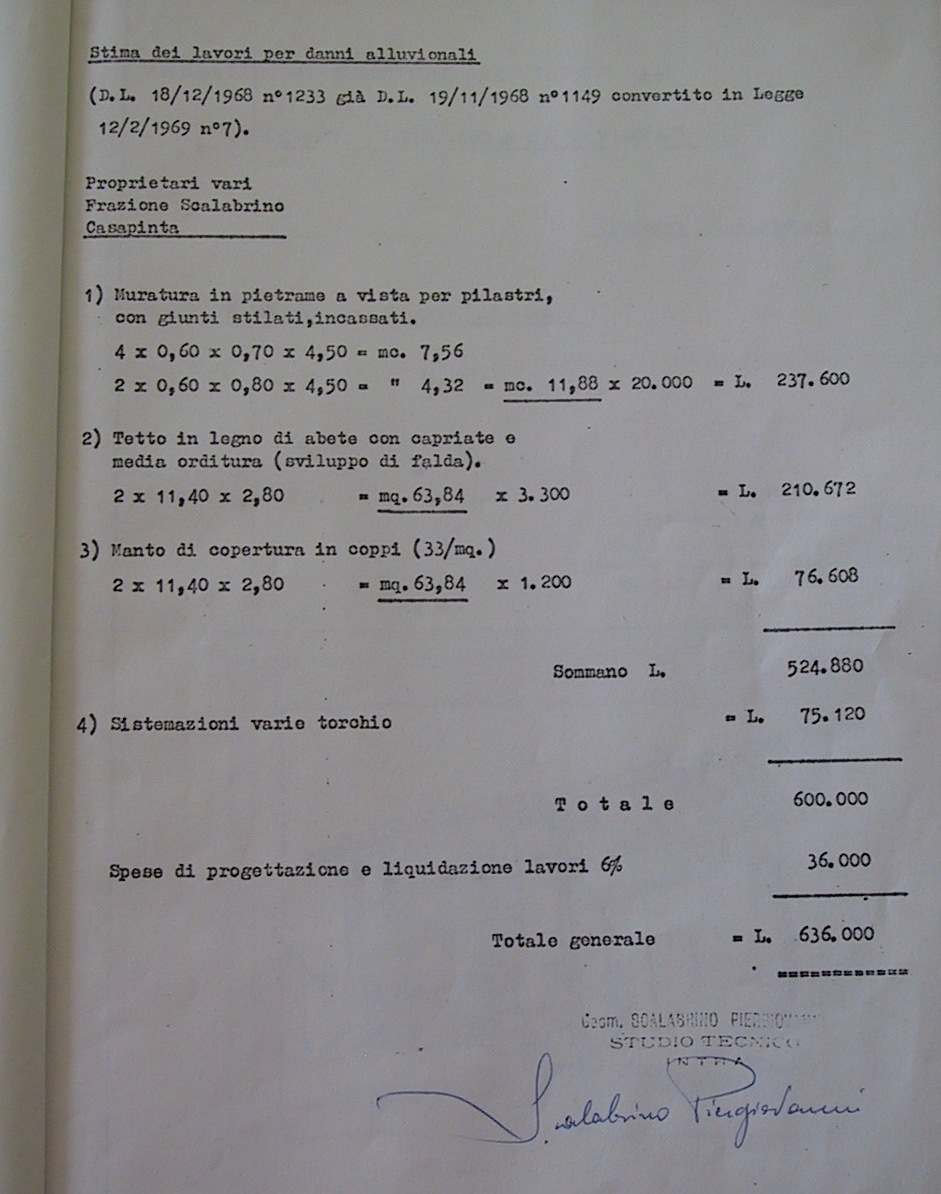 Stima dei lavori per danni alluvionali
(D.L. 18/12/1968 n°1233 già D.L. 19/11/1968 n°1149 convertito in Legge
12/2/1969 n°7).
Proprietari vari
Frazione Scalabrino
Casapinta
1) Muratura in pietrame a vista per pilastri,
con giunti stilati,incassati.
4 x 0,60 x 0,70 x 4,50 = mc. 7,56
2 x 0,60 x 0,80 x 4,50 = " 4,32 = mc. 11,88 x 20.000 = L. 237.600
2) Tetto in legno di abete con capriate e
media orditura (sviluppo di falda).
2 x 11,40 x 2,80 = mq.63,84 x 3.300 = L. 210.672
3) Manto di copertura in coppi (33/mq.)
2 x 11,40 x 2,80 = mq.63,84 x 1.200 = L. 76.608
Sommano L. 524.880
4) Sistemazioni varie torchio = L. 75.120
Totale 600.000
Spese di progettazione e liquidazione lavori 6% 36.000
Totale generale = L. 636.000
Geom. SCALABRINO
STUDIO TECNICO
INTRA
Scalabrino Piergiovanni